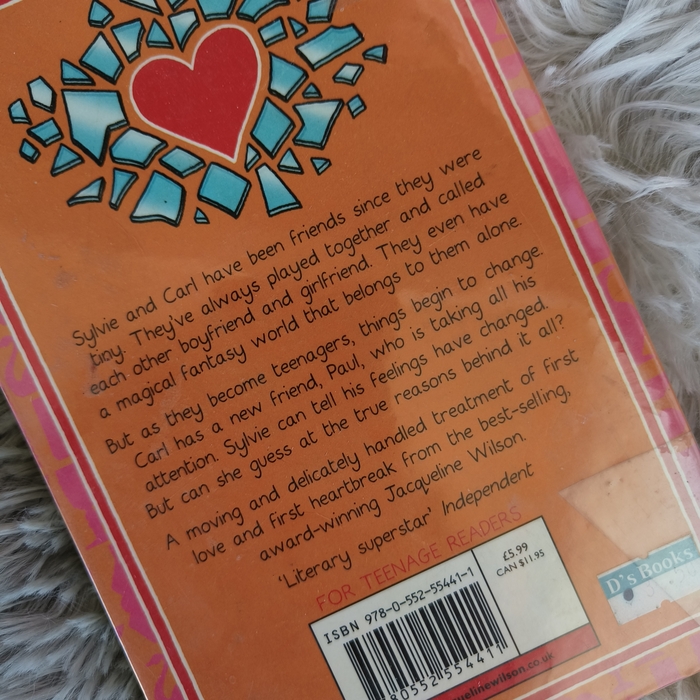 Sylvie and Carl have been friends since they were
tiny. They've always played together and called
each other boyfriend and girlfriend. They even have
a magical fantasy world that belongs to them alone.
But as they become teenagers, things begin to change.
Carl has a new friend, Paul, who is taking all his
attention. Sylvie can tell his feelings have changed.
But can she guess at the true reasons behind it all?
A moving and delicately handled treatment of first
love and first heartbreak from the best-selling,
award-winning Jacqueline Wilson.
'Literary superstar' Independent
FOR TEENAGE READERS
ISBN 978-0-552-55441-1
£5.99
CAN $11.95
D's Books